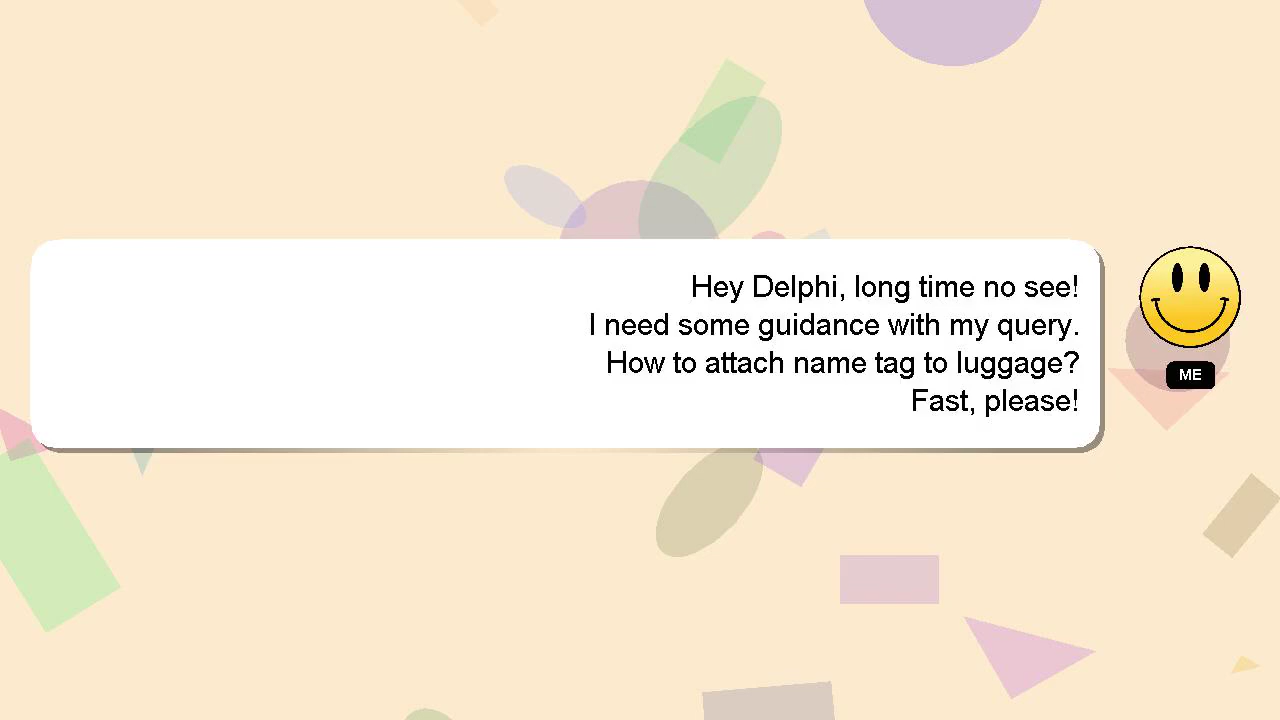 Hey Delphi, long time no see!
I need some guidance with my query.
How to attach name tag to luggage?
Fast, please!
ME